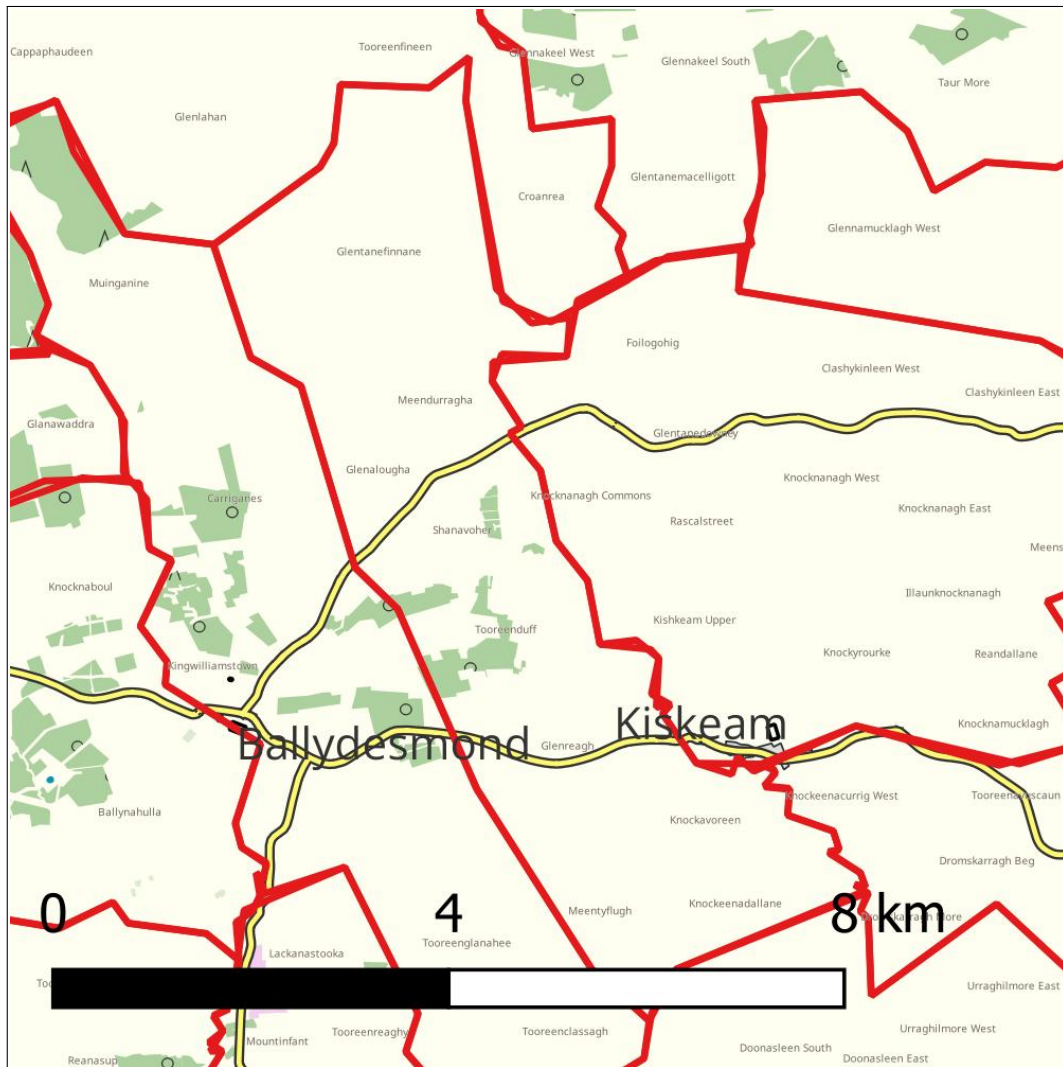 Cappaphaudeen
Tooreenfineen
Glennakeel West
Glennakeel South
Taur More
Glenlahan
Glentanemacelligott
Croanrea
Glennamucklagh West
Glentanefinnane
Muinganine
Foilogohig
Clashykinleen West
Clashykinleen East
Meendurragha
Glanawaddra
Glentanedowney
Glenalougha
Knocknanagh West
Carriganes
Knocknanagh Commons
Knocknanagh East
Shanavoher
Rascalstreet
Meens
Knocknaboul
Illaunknocknanagh
Kishkeam Upper
Tooreenduff
Knockyrourke
Reandallane
Kingwilliamstown
Kiskeam
Knocknamucklagh
Ballydesmond
Glenreagh
Knockeenacurrig West
Ballynahulla
Knockavoreen
Dromskarragh Beg
Knockeenadallane
Meentyflugh
0
4
8 km
Tooreenglanahee
Lackanastooka
Urraghilmore East
Tooreenreaghy
Tooreenclassagh
Urraghilmore West
Mountinfant
Doonasleen South
Doonasleen East
Reanasup